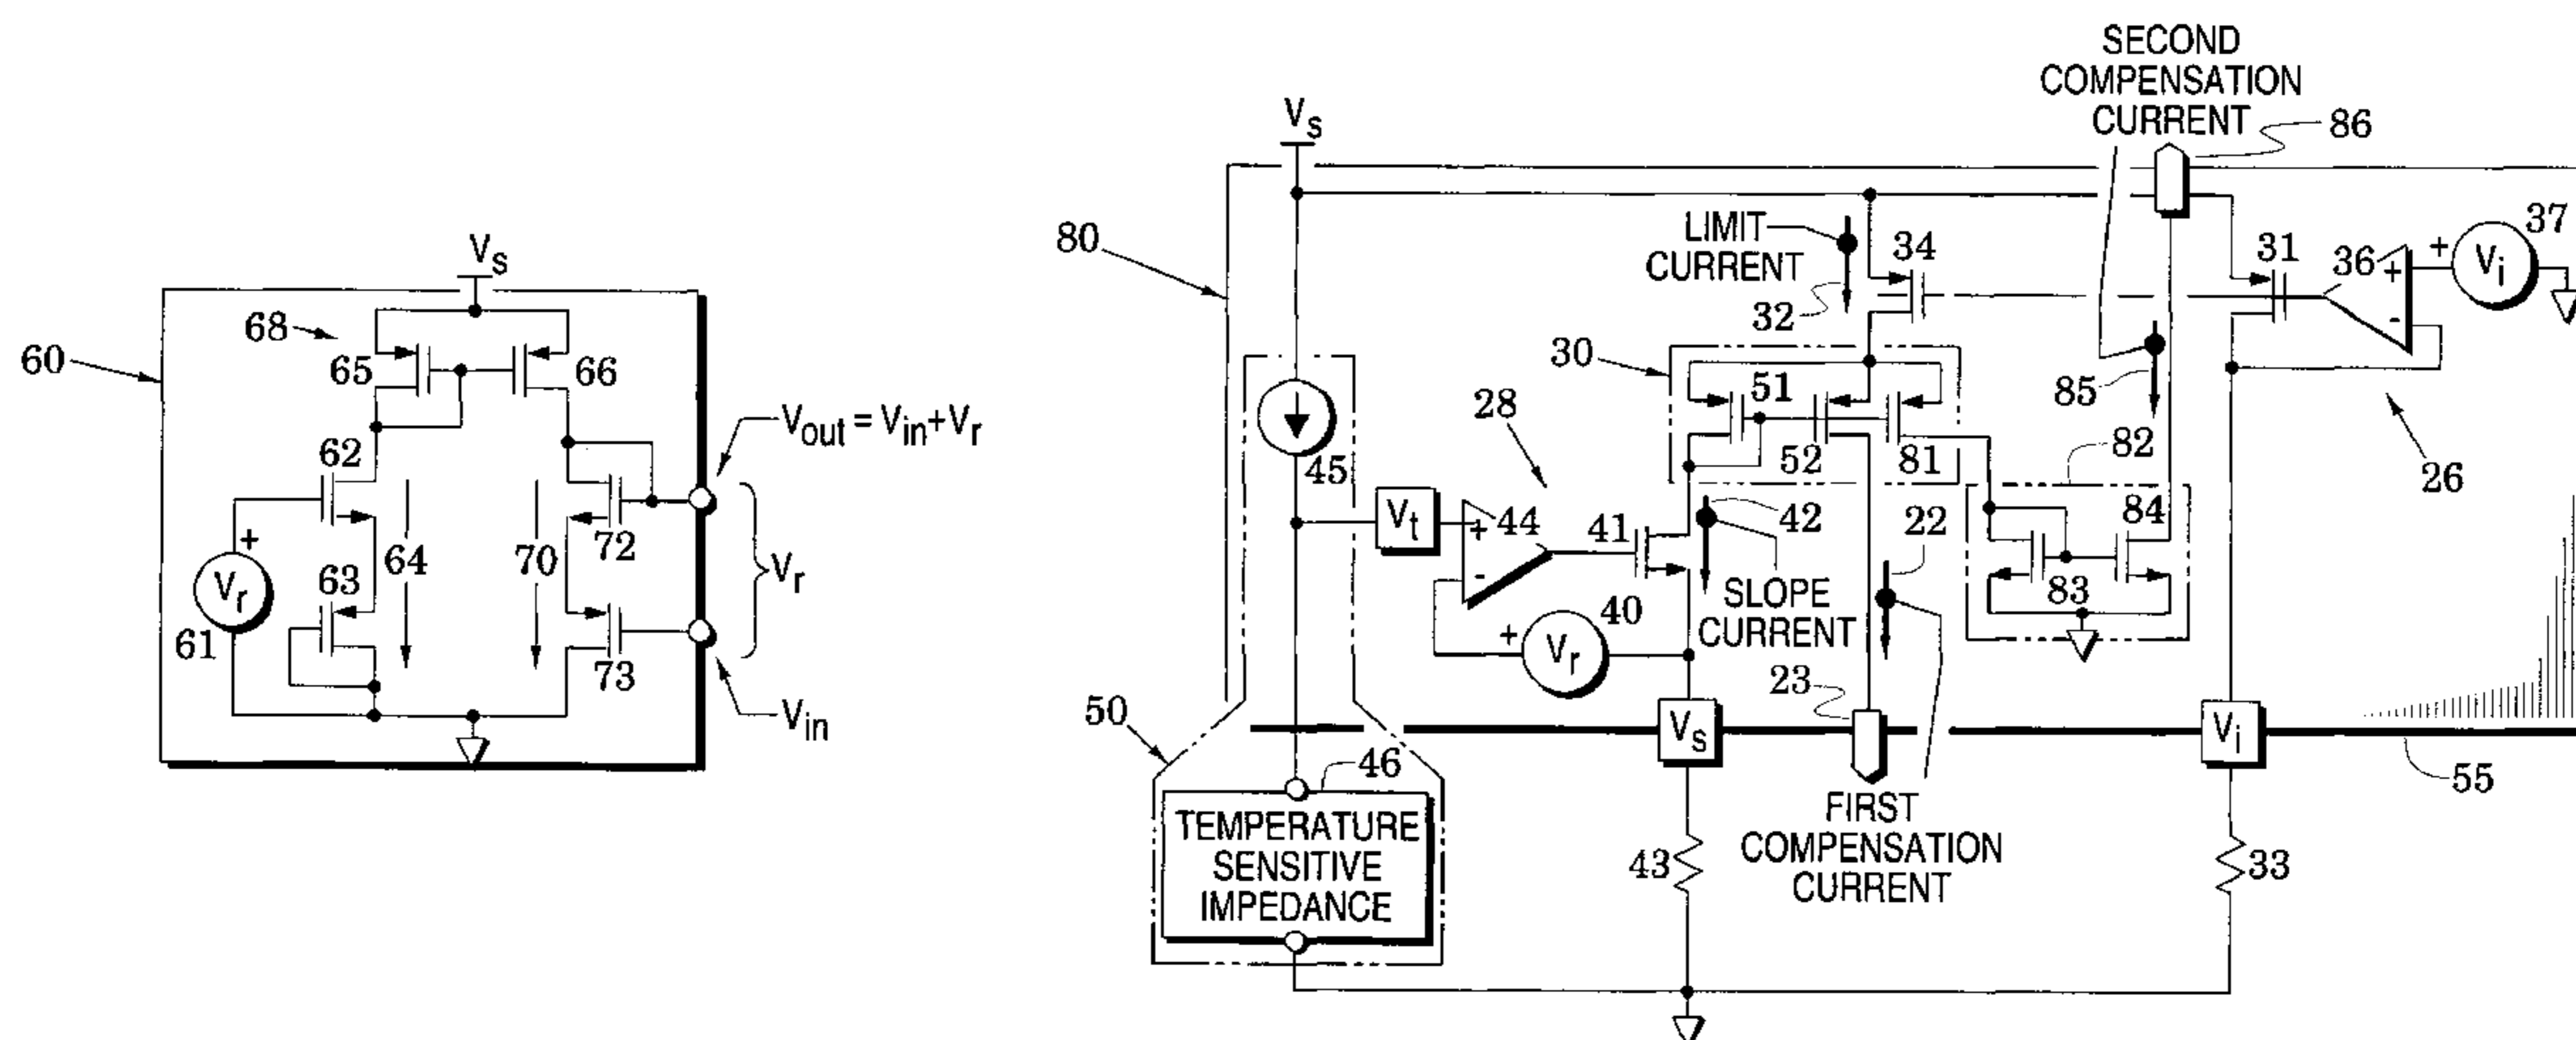 60
68
Vs
65
66
62
63
64
70
72
73
Vr
61
+
Vout = Vin+Vr
Vr
Vin
Vs
80
LIMIT
CURRENT
32
34
SECOND
COMPENSATION
CURRENT
86
31
36
+
-
+
Vi
37
26
30
51
52
81
85
82
83
84
28
45
Vt
44
+
-
41
42
SLOPE
CURRENT
22
+
Vr
40
23
50
Vs
Vi
55
46
TEMPERATURE
SENSITIVE
IMPEDANCE
43
FIRST
COMPENSATION
CURRENT
33